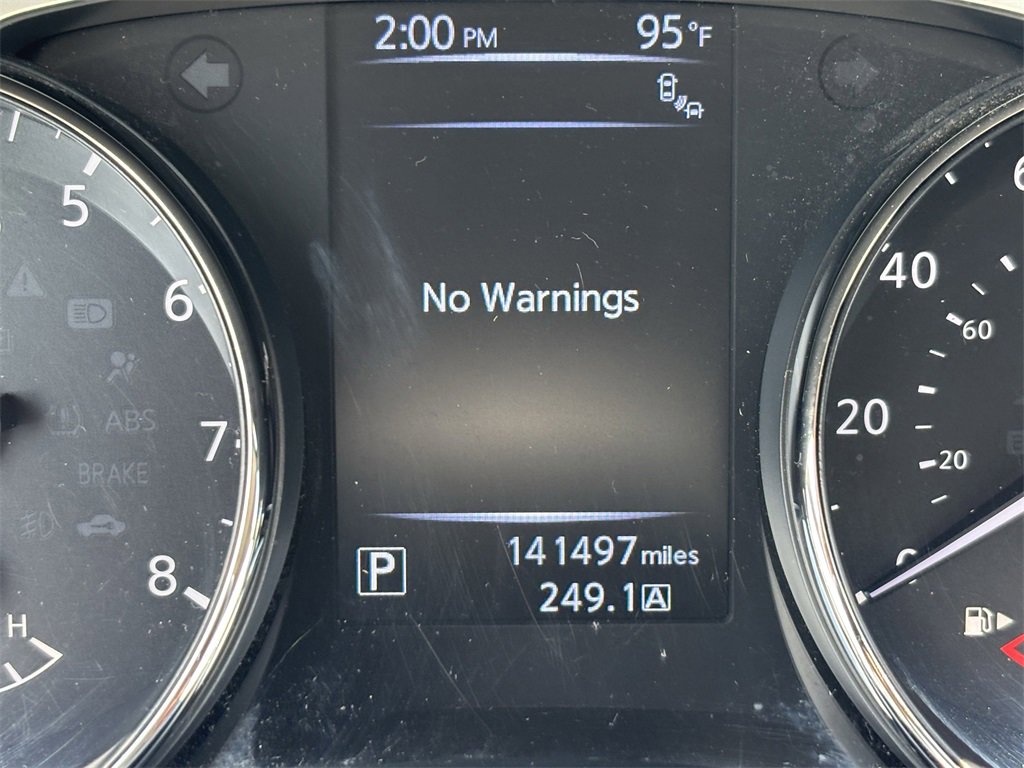 2:00 PM 95°F
No Warnings
P
141497 miles
249.1 A
5
6
7
8
H
ABS
BRAKE
40
20
60
20
0